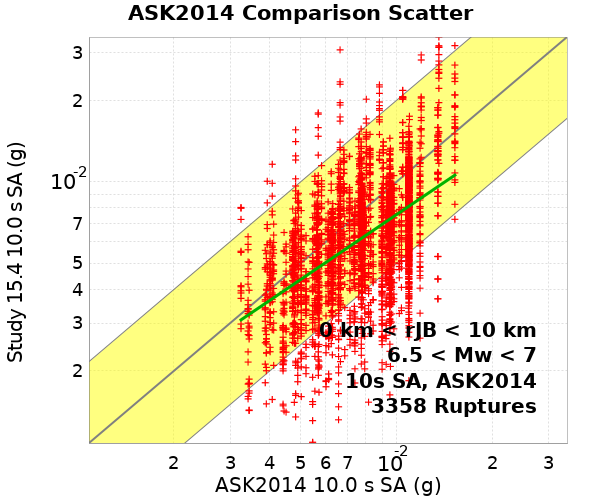 ASK2014 Comparison Scatter
Study 15.4 10.0 s SA (g)
3
2
10^-2
7
5
4
3
2
0 km < rJB < 10 km
6.5 < Mw < 7
10s SA, ASK2014
3358 Ruptures
2 3 4 5 6 7 10^-2 2 3
ASK2014 10.0 s SA (g)